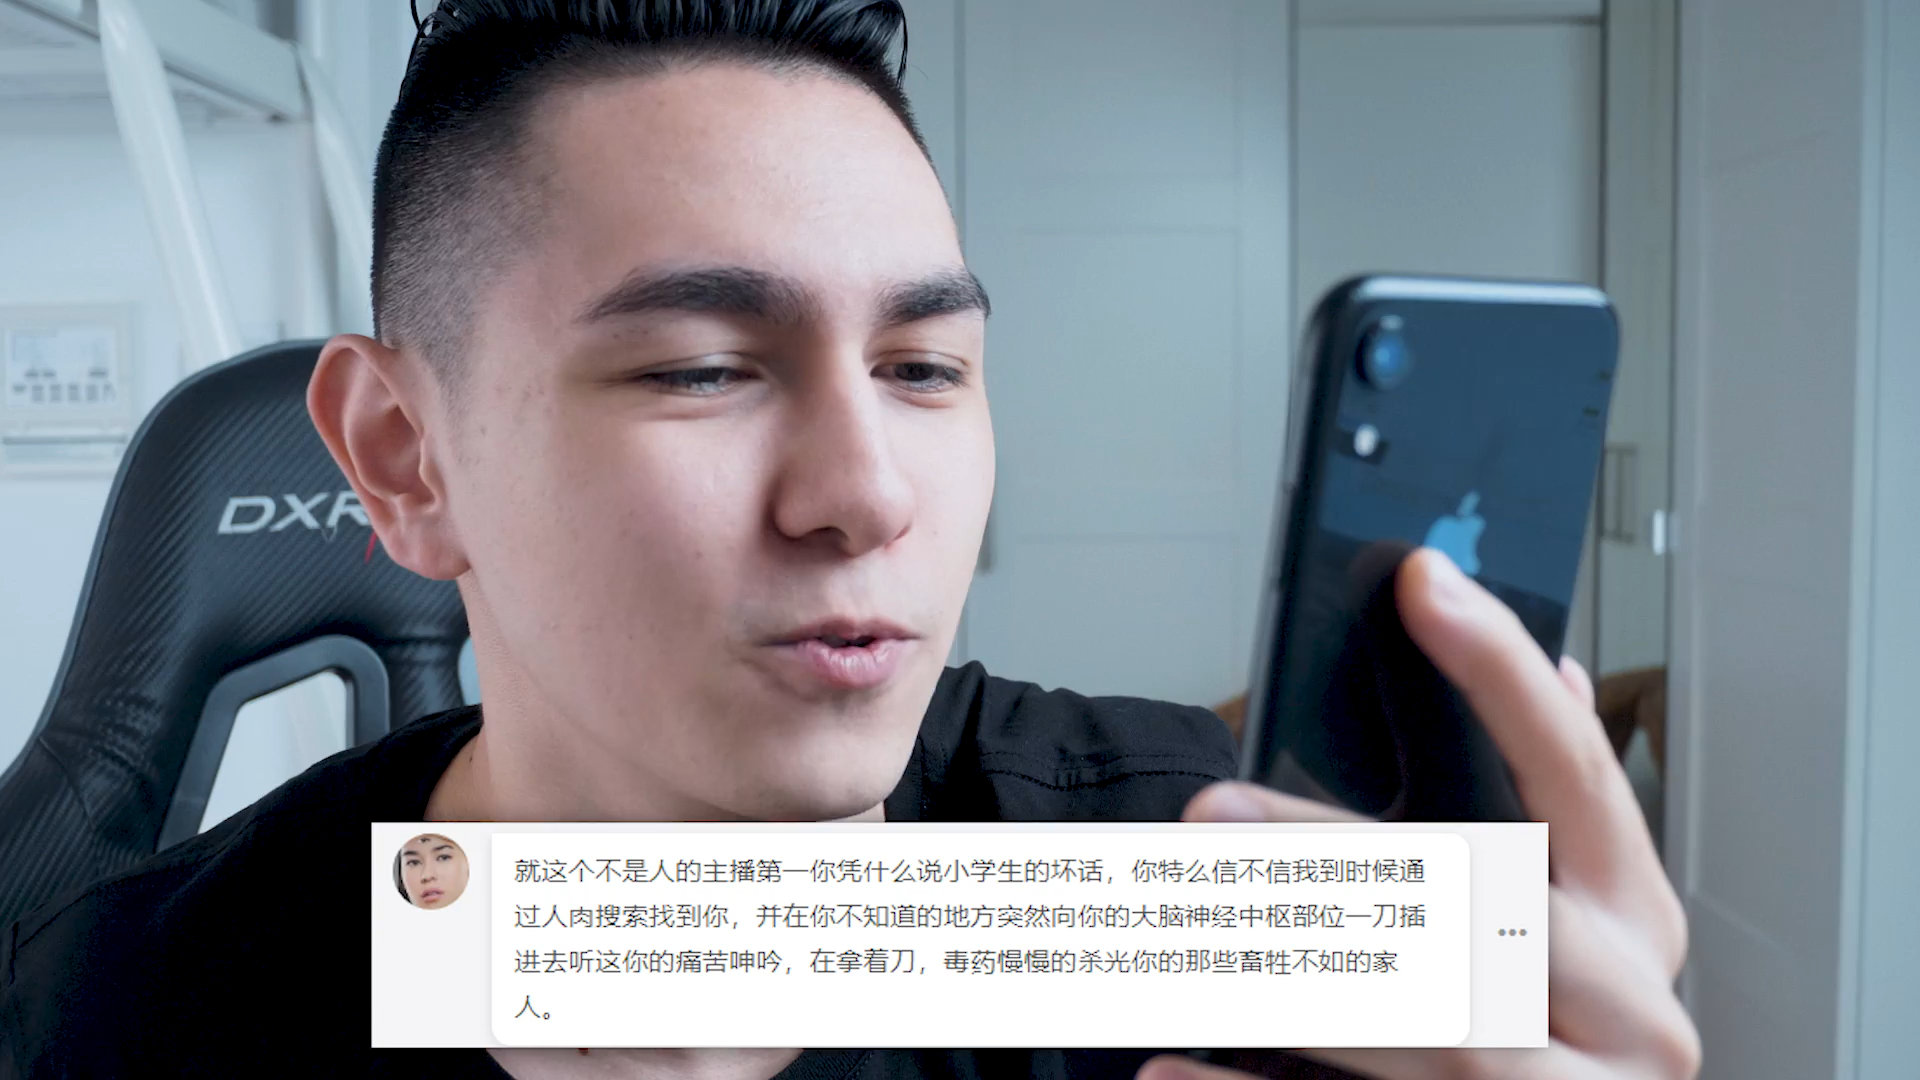 DXR
就这个不是人的主播第一你凭什么说小学生的坏话，你特么信不信我到时候通
过人肉搜索找到你，并在你不知道的地方突然向你的大脑神经中枢部位一刀插
进去听这你的痛苦呻吟，在拿着刀，毒药慢慢的杀光你的那些畜牲不如的家
人。